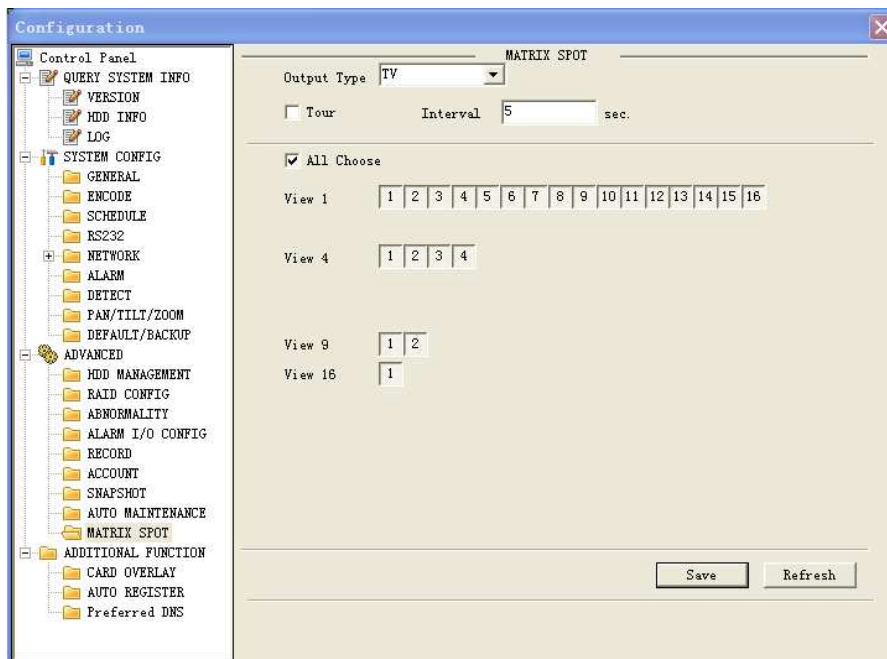 Configuration
Control Panel
QUERY SYSTEM INFO
VERSION
HDD INFO
LOG
SYSTEM CONFIG
GENERAL
ENCODE
SCHEDULE
RS232
NETWORK
ALARM
DETECT
PAN/TILT/ZOOM
DEFAULT/BACKUP
ADVANCED
HDD MANAGEMENT
RAID CONFIG
ABNORMALITY
ALARM I/O CONFIG
RECORD
ACCOUNT
SNAPSHOT
AUTO MAINTENANCE
MATRIX SPOT
ADDITIONAL FUNCTION
CARD OVERLAY
AUTO REGISTER
Preferred DNS
MATRIX SPOT
Output Type TV
Tour Interval 5 sec.
All Choose
View 1 1 2 3 4 5 6 7 8 9 10 11 12 13 14 15 16
View 4 1 2 3 4
View 9 1 2
View 16 1
Save Refresh